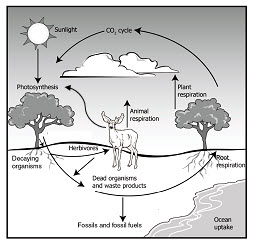 Sunlight
CO₂ cycle
Photosynthesis
Plant
respiration
Animal
respiration
Herbivores
Decaying
organisms
Root
respiration
Dead organisms
and waste products
Fossils and fossil fuels
Ocean
uptake